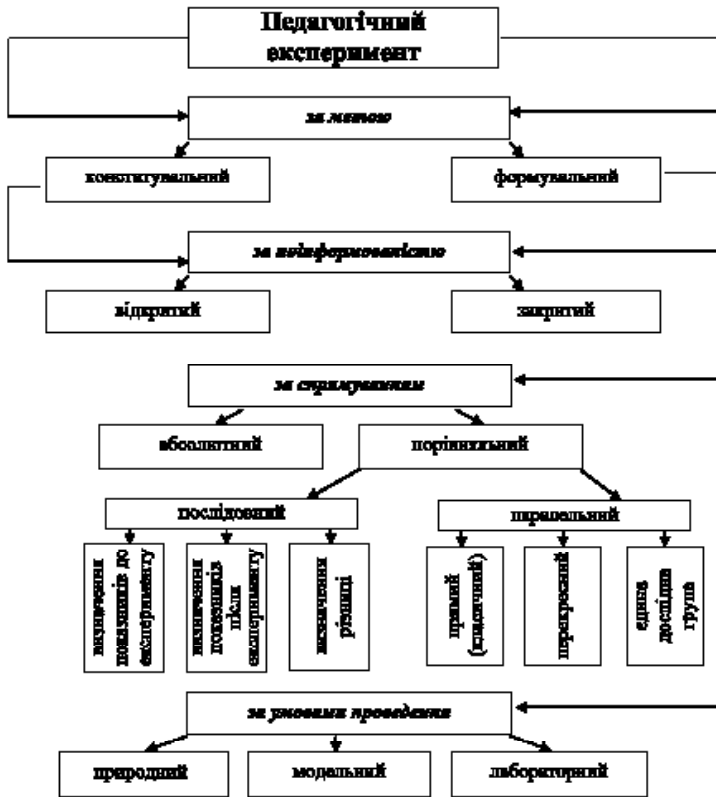 Педагогічний
експеримент
за метою
констатувальний
формувальний
за поінформованістю
відкритий
закритий
за спрямуванням
абсолютний
порівняльний
послідовний
паралельний
визначення
показників до
експерименту
визначення
показників
після
експерименту
визначення
різниці
прямий
(класичний)
перехресний
єдина
дослідна
група
за умовами проведення
природний
модельний
лабораторний